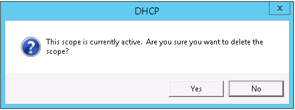 DHCP
x
This scope is currently active.  Are you sure you want to delete the
scope?
Yes
No